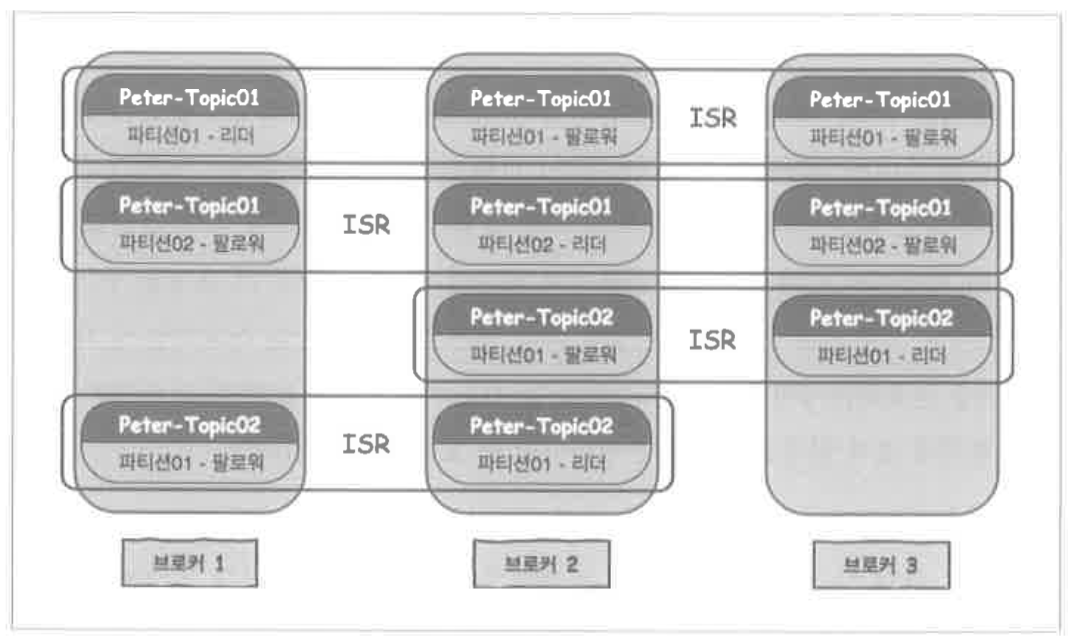 Peter-Topic01
파티션01 - 리더
Peter-Topic01
파티션01 - 팔로워
ISR
Peter-Topic01
파티션01 - 팔로워
Peter-Topic01
파티션02 - 팔로워
ISR
Peter-Topic01
파티션02 - 리더
Peter-Topic01
파티션02 - 팔로워
Peter-Topic02
파티션01 - 팔로워
ISR
Peter-Topic02
파티션01 - 리더
Peter-Topic02
파티션01 - 팔로워
ISR
Peter-Topic02
파티션01 - 리더
브로커 1
브로커 2
브로커 3